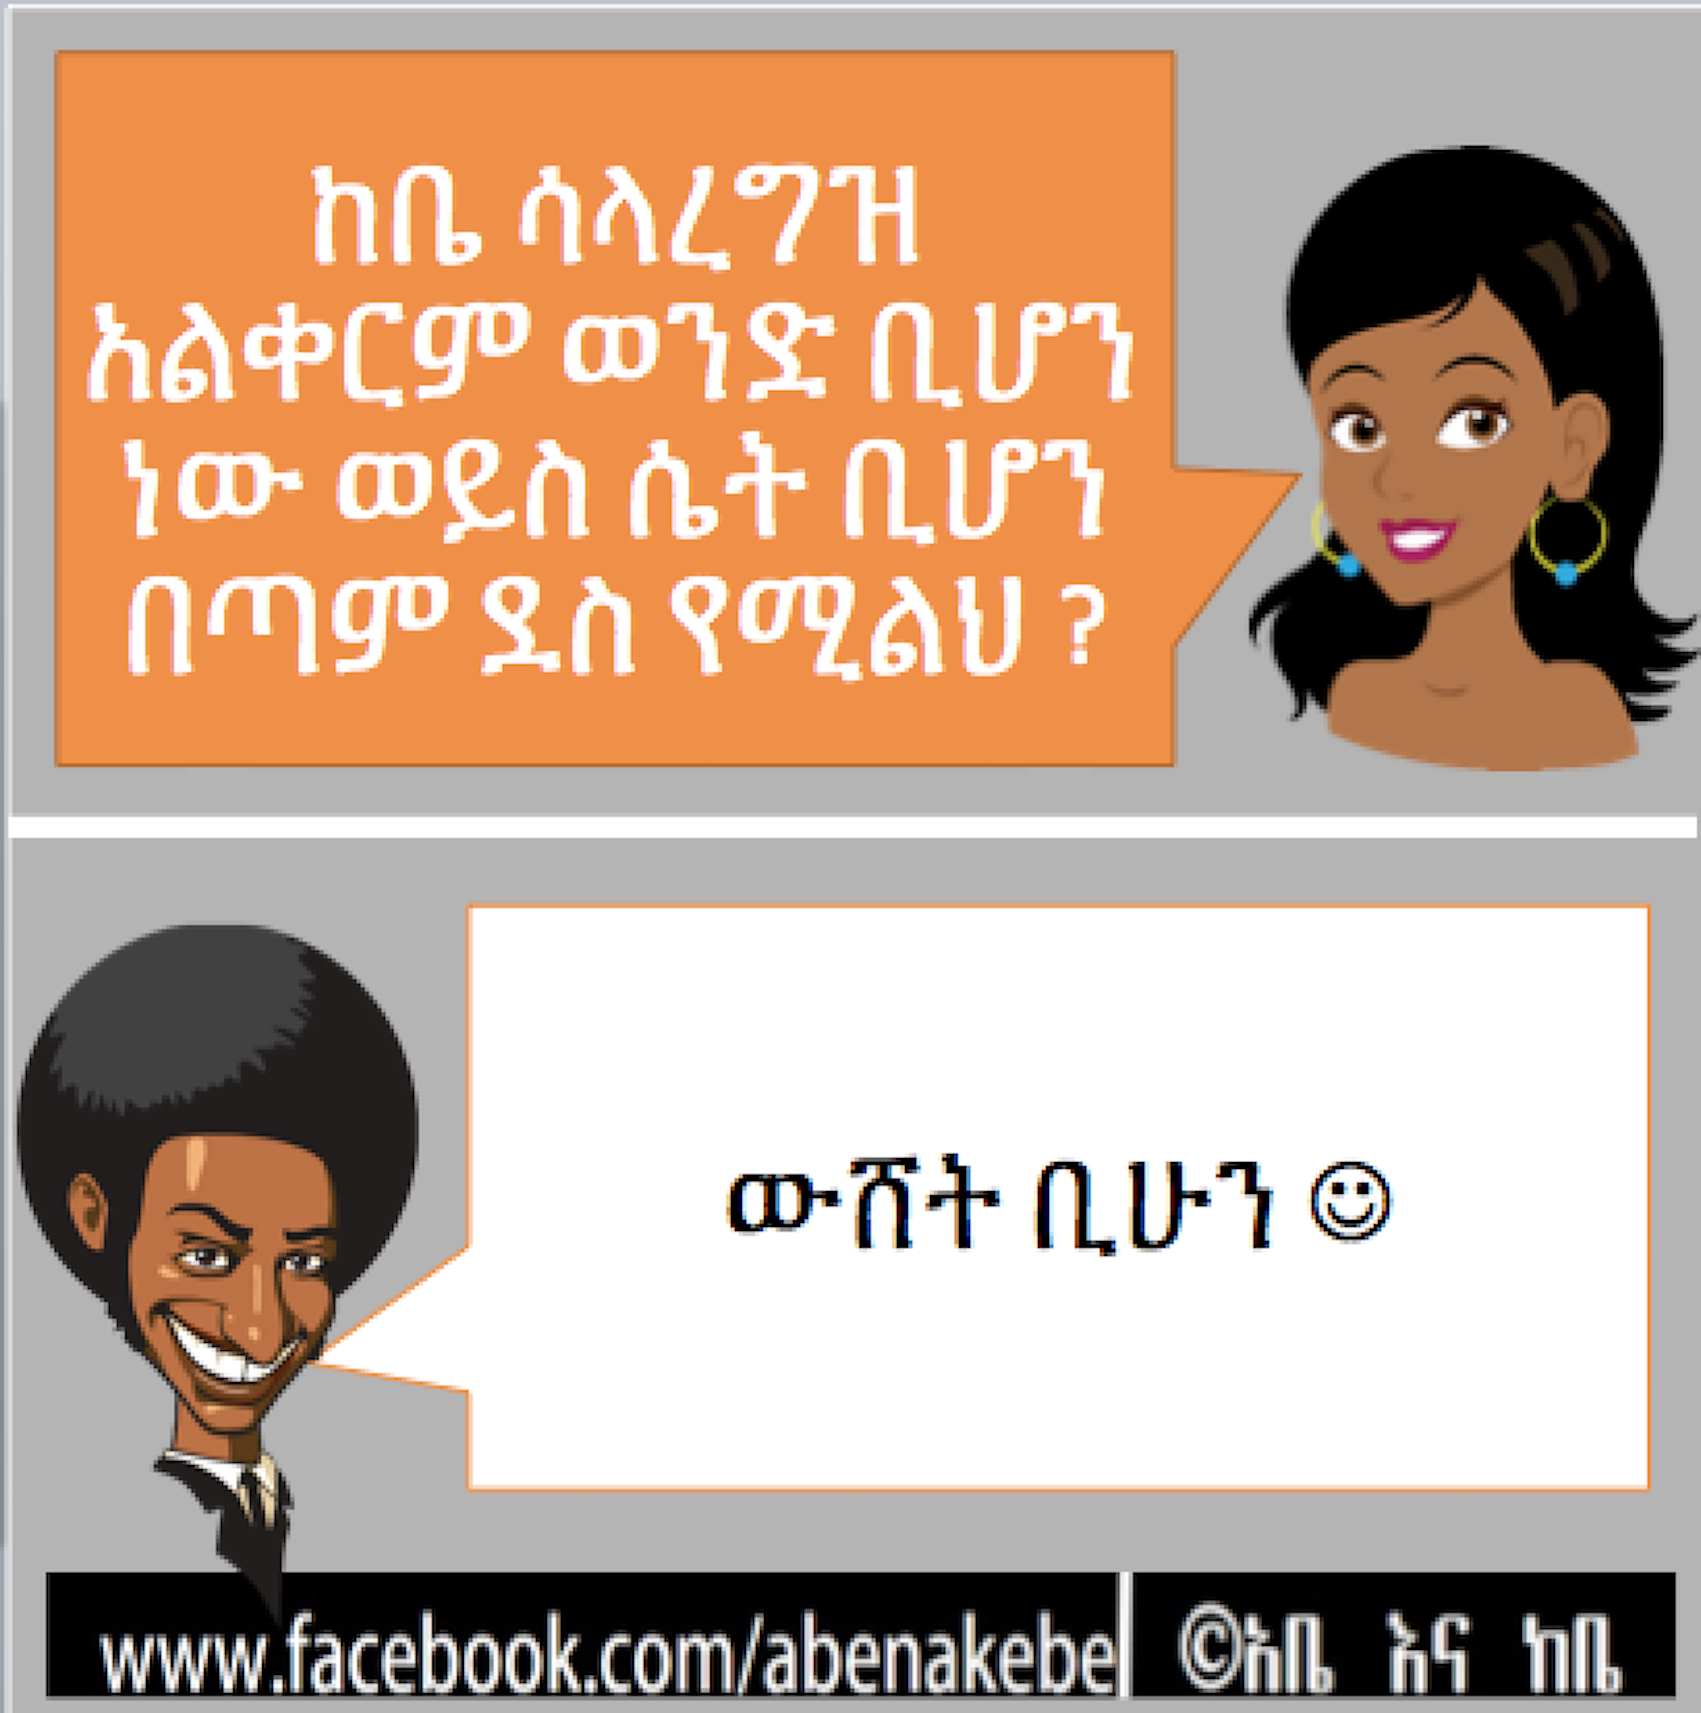 ከቤ ሳላረግዝ
አልቀርም ወንድ ቢሆን
ነው ወይስ ሴት ቢሆን
በጣም ደስ የሚልህ ?
ውሸት ቢሁን ☺
www.facebook.com/abenakebe
©አቤ እና ከቤ